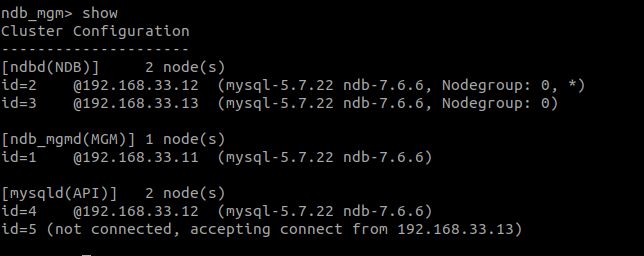 ndb_mgm> show
Cluster Configuration
---------------------
[ndbd(NDB)]     2 node(s)
id=2    @192.168.33.12  (mysql-5.7.22 ndb-7.6.6, Nodegroup: 0, *)
id=3    @192.168.33.13  (mysql-5.7.22 ndb-7.6.6, Nodegroup: 0)
[ndb_mgmd(MGM)] 1 node(s)
id=1    @192.168.33.11  (mysql-5.7.22 ndb-7.6.6)
[mysqld(API)]   2 node(s)
id=4    @192.168.33.12  (mysql-5.7.22 ndb-7.6.6)
id=5 (not connected, accepting connect from 192.168.33.13)